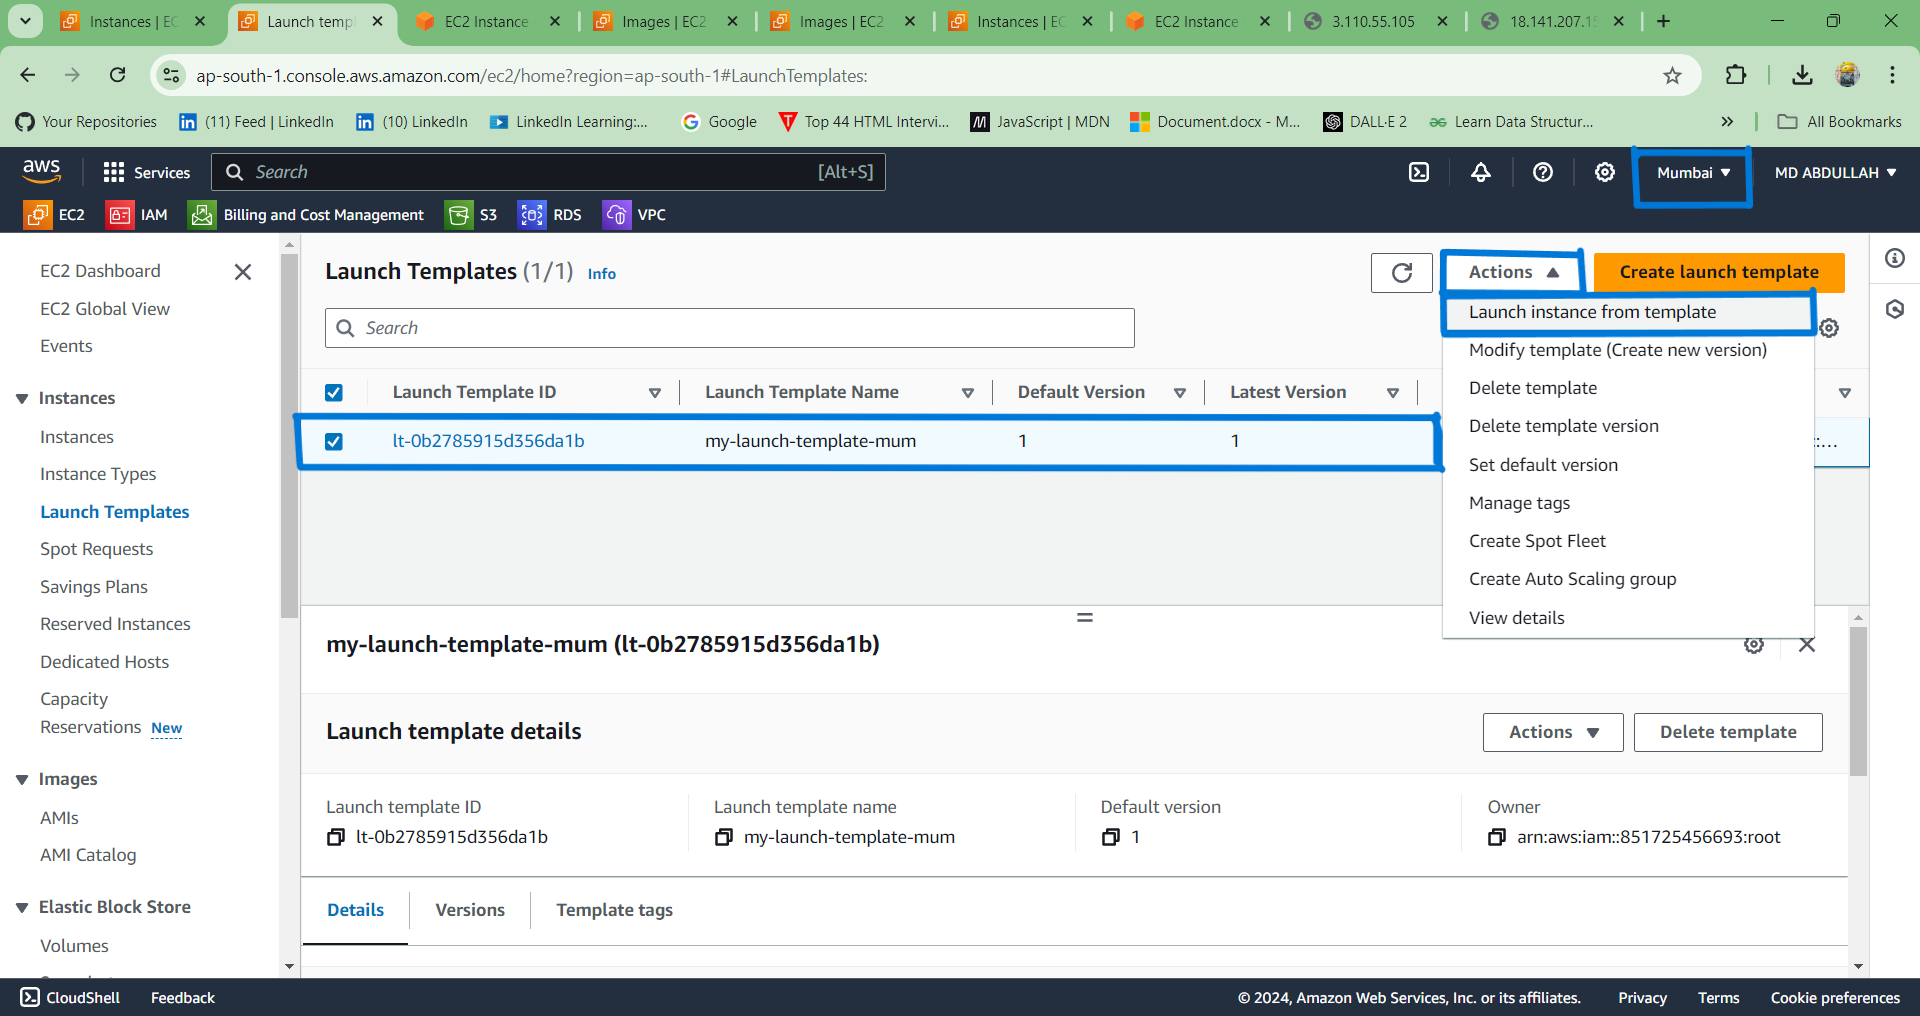 Instances | EC
Launch templ
EC2 Instance
Images | EC2
Images | EC2
Instances | EC
EC2 Instance
3.110.55.105
18.141.207.15
ap-south-1.console.aws.amazon.com/ec2/home?region=ap-south-1#LaunchTemplates:
Your Repositories
(11) Feed | LinkedIn
(10) LinkedIn
LinkedIn Learning:...
Google
Top 44 HTML Intervi...
JavaScript | MDN
Document.docx - M...
DALL·E 2
Learn Data Structur...
All Bookmarks
aws
Services
Search
[Alt+S]
Mumbai
MD ABDULLAH
EC2
IAM
Billing and Cost Management
S3
RDS
VPC
EC2 Dashboard
EC2 Global View
Events
Instances
Instances
Instance Types
Launch Templates
Spot Requests
Savings Plans
Reserved Instances
Dedicated Hosts
Capacity
Reservations New
Images
AMIs
AMI Catalog
Elastic Block Store
Volumes
Launch Templates (1/1) Info
Actions
Create launch template
Search
Launch instance from template
Modify template (Create new version)
Delete template
Delete template version
Set default version
Manage tags
Create Spot Fleet
Create Auto Scaling group
View details
Launch Template ID
Launch Template Name
Default Version
Latest Version
lt-0b2785915d356da1b
my-launch-template-mum
1
1
my-launch-template-mum (lt-0b2785915d356da1b)
Launch template details
Actions
Delete template
Launch template ID
lt-0b2785915d356da1b
Launch template name
my-launch-template-mum
Default version
1
Owner
arn:aws:iam::851725456693:root
Details
Versions
Template tags
CloudShell
Feedback
© 2024, Amazon Web Services, Inc. or its affiliates.
Privacy
Terms
Cookie preferences